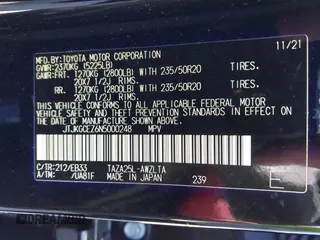 MFD.BY:TOYOTA MOTOR CORPORATION 11/21
GVWR:2370KG (5225LB)
GAWR:FRT. 1270KG (2800LB) WITH 235/50R20 TIRES.
20X7 1/2J RIMS.
RR. 1270KG (2800LB) WITH 235/50R20 TIRES.
20X7 1/2J RIMS.
THIS VEHICLE CONFORMS TO ALL APPLICABLE FEDERAL MOTOR
VEHICLE SAFETY AND THEFT PREVENTION STANDARDS IN EFFECT ON
THE DATE OF MANUFACTURE SHOWN ABOVE.
JTJKGCEZ6N5000248 MPV
C/TR:212/EB33 TAZA25L-AWZLTA
A/TM: /UA81F MADE IN JAPAN 239
DREAM MOTOR